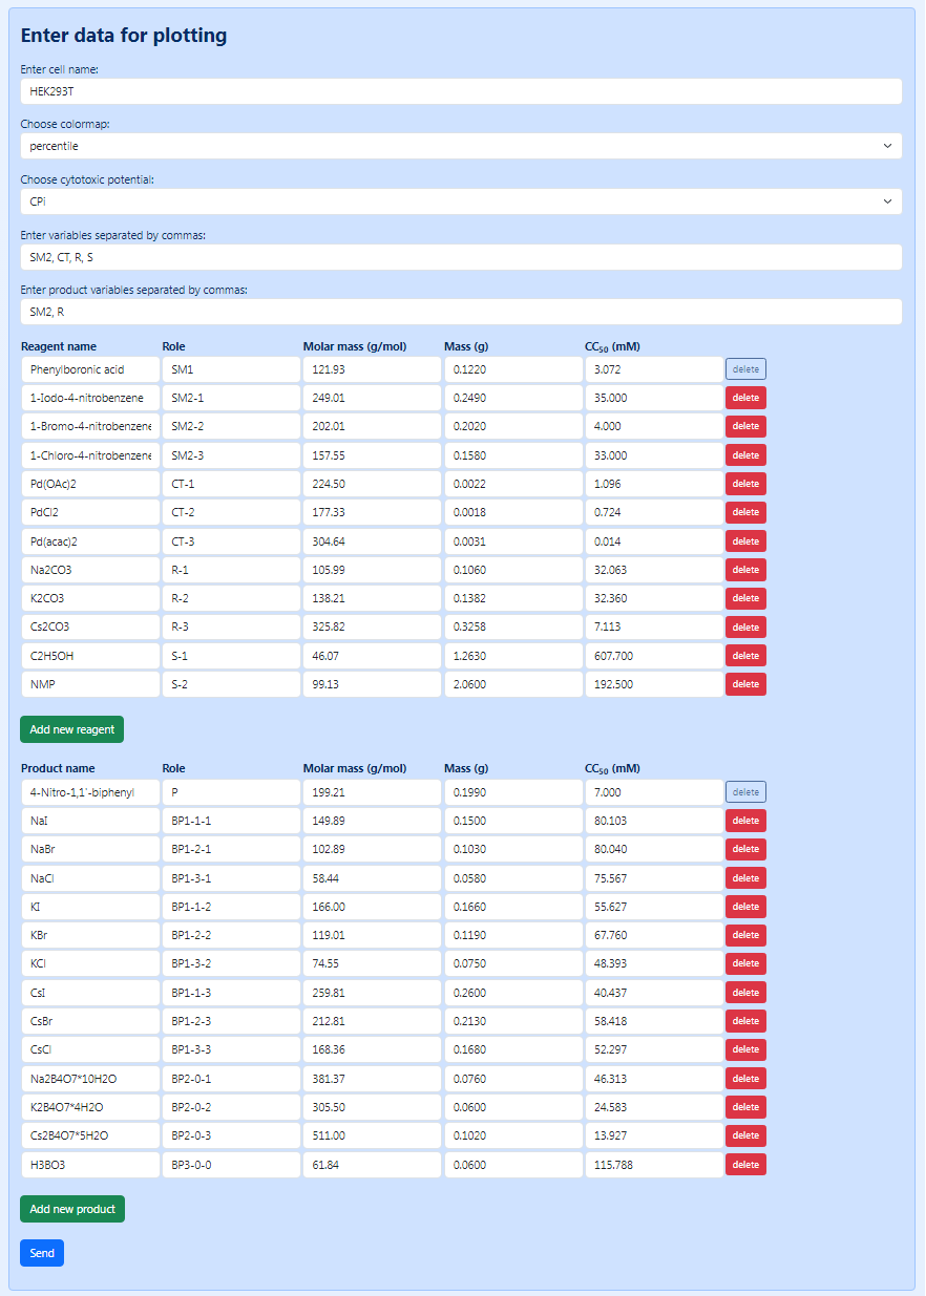 Enter data for plotting
Enter cell name:
HEK293T
Choose colormap:
percentile
Choose cytotoxic potential:
CPi
Enter variables separated by commas:
SM2, CT, R, S
Enter product variables separated by commas:
SM2, R
Reagent name Role Molar mass (g/mol) Mass (g) CC₅₀ (mM)
Phenylboronic acid SM1 121.93 0.1220 3.072 delete
1-Iodo-4-nitrobenzene SM2-1 249.01 0.2490 35.000 delete
1-Bromo-4-nitrobenzene SM2-2 202.01 0.2020 4.000 delete
1-Chloro-4-nitrobenzene SM2-3 157.55 0.1580 33.000 delete
Pd(OAc)2 CT-1 224.50 0.0022 1.096 delete
PdCl2 CT-2 177.33 0.0018 0.724 delete
Pd(acac)2 CT-3 304.64 0.0031 0.014 delete
Na2CO3 R-1 105.99 0.1060 32.063 delete
K2CO3 R-2 138.21 0.1382 32.360 delete
Cs2CO3 R-3 325.82 0.3258 7.113 delete
C2H5OH S-1 46.07 1.2630 607.700 delete
NMP S-2 99.13 2.0600 192.500 delete
Add new reagent
Product name Role Molar mass (g/mol) Mass (g) CC₅₀ (mM)
4-Nitro-1,1'-biphenyl P 199.21 0.1990 7.000 delete
NaI BP1-1-1 149.89 0.1500 80.103 delete
NaBr BP1-2-1 102.89 0.1030 80.040 delete
NaCl BP1-3-1 58.44 0.0580 75.567 delete
KI BP1-1-2 166.00 0.1660 55.627 delete
KBr BP1-2-2 119.01 0.1190 67.760 delete
KCl BP1-3-2 74.55 0.0750 48.393 delete
CsI BP1-1-3 259.81 0.2600 40.437 delete
CsBr BP1-2-3 212.81 0.2130 58.418 delete
CsCl BP1-3-3 168.36 0.1680 52.297 delete
Na2B4O7*10H2O BP2-0-1 381.37 0.0760 46.313 delete
K2B4O7*4H2O BP2-0-2 305.50 0.0600 24.583 delete
Cs2B4O7*5H2O BP2-0-3 511.00 0.1020 13.927 delete
H3BO3 BP3-0-0 61.84 0.0600 115.788 delete
Add new product
Send